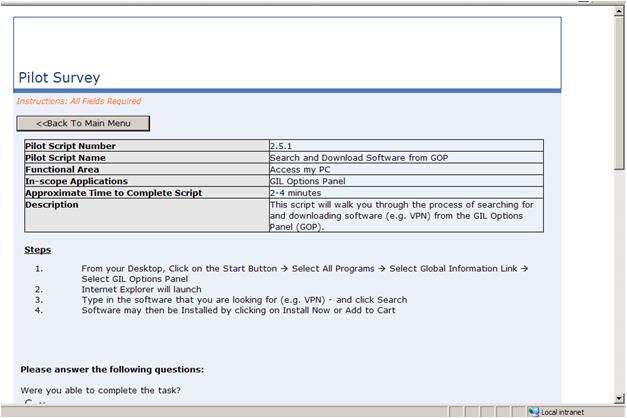 Pilot Survey
Instructions: All Fields Required
<<Back To Main Menu
Pilot Script Number 2.5.1
Pilot Script Name Search and Download Software from GOP
Functional Area Access my PC
In-scope Applications GIL Options Panel
Approximate Time to Complete Script 2-4 minutes
Description This script will walk you through the process of searching for
and downloading software (e.g. VPN) from the GIL Options
Panel (GOP).
Steps
1. From your Desktop, Click on the Start Button → Select All Programs → Select Global Information Link →
Select GIL Options Panel
2. Internet Explorer will launch
3. Type in the software that you are looking for (e.g. VPN) - and click Search
4. Software may then be Installed by clicking on Install Now or Add to Cart
Please answer the following questions:
Were you able to complete the task?
Local intranet